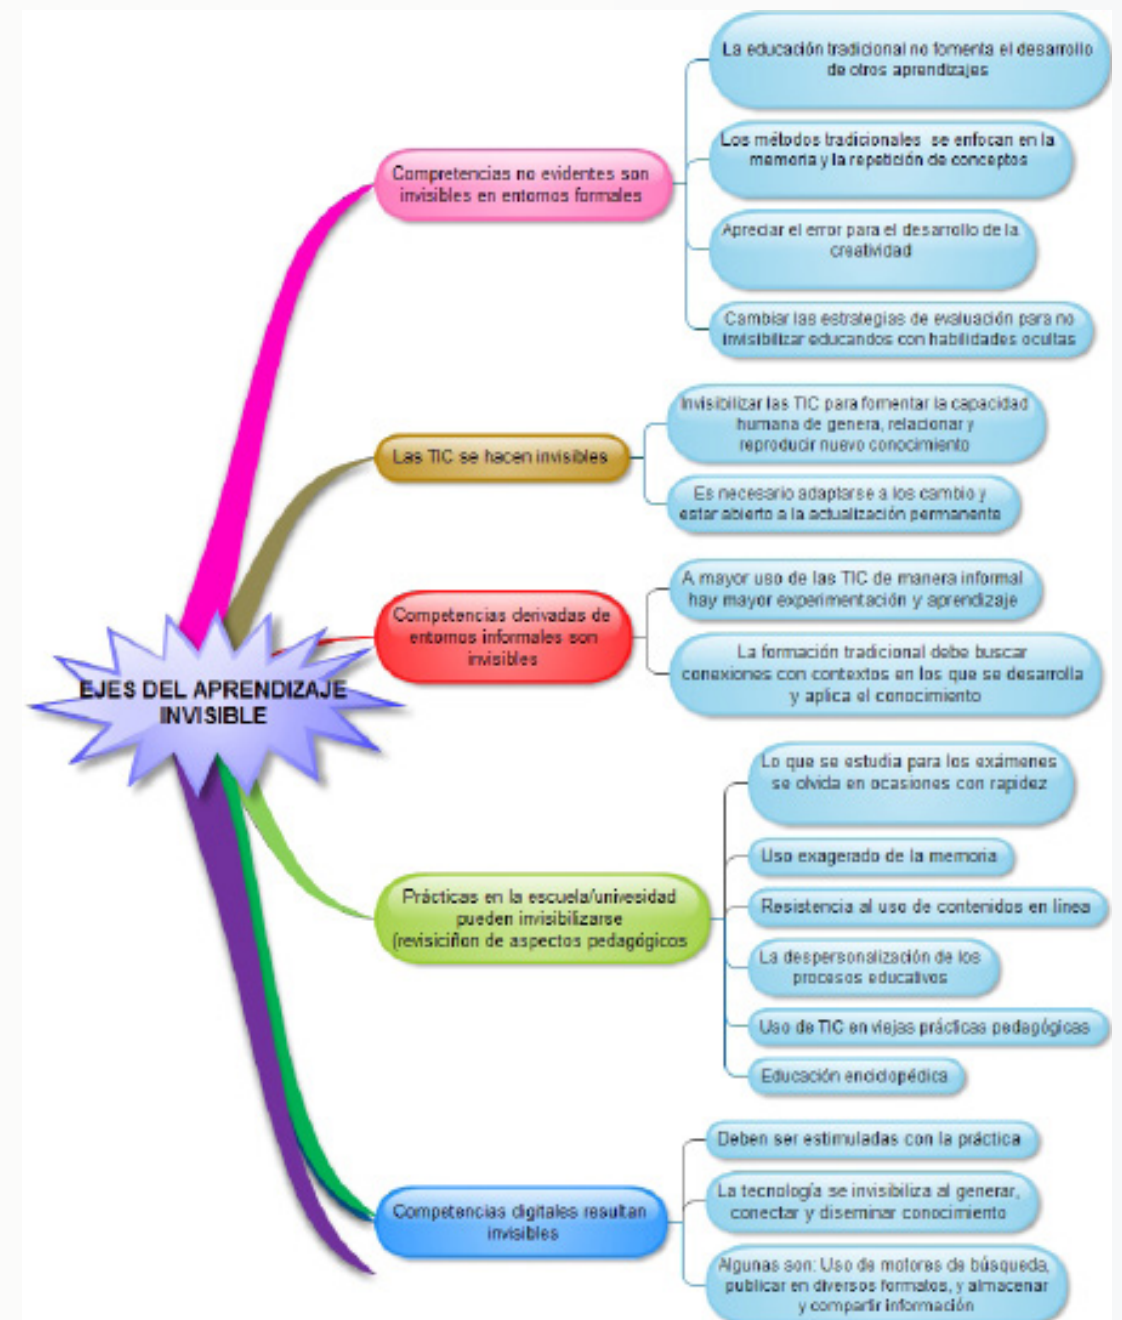 La educación tradicional no fomenta el desarrollo
de otros aprendizajes
Los métodos tradicionales se enfocan en la
memoria y la repetición de conceptos
Competencias no evidentes son
invisibles en entornos formales
Apreciar el error para el desarrollo de la
creatividad
Cambiar las estrategias de evaluación para no
invisibilizar educandos con habilidades ocultas
Las TIC se hacen invisibles
Invisibilizar las TIC para fomentar la capacidad
humana de genera, relacionar y
reproducir nuevo conocimiento
Es necesario adaptarse a los cambio y
estar abierto a la actualización permanente
Competencias derivadas de
entornos informales son
invisibles
A mayor uso de las TIC de manera informal
hay mayor experimentación y aprendizaje
La formación tradicional debe buscar
conexiones con contextos en los que se desarrolla
y aplica el conocimiento
EJES DEL APRENDIZAJE
INVISIBLE
Prácticas en la escuela/univesidad
pueden invisibilizarse
(revisiciñon de aspectos pedagógicos
Lo que se estudia para los exámenes
se olvida en ocasiones con rapidez
Uso exagerado de la memoria
Resistencia al uso de contenidos en línea
La despersonalización de los
procesos educativos
Uso de TIC en viejas prácticas pedagógicas
Educación enciclopédica
Competencias digitales resultan
invisibles
Deben ser estimuladas con la práctica
La tecnología se invisibiliza al generar,
conectar y diseminar conocimiento
Algunas son: Uso de motores de búsqueda,
publicar en diversos formatos, y almacenar
y compartir información